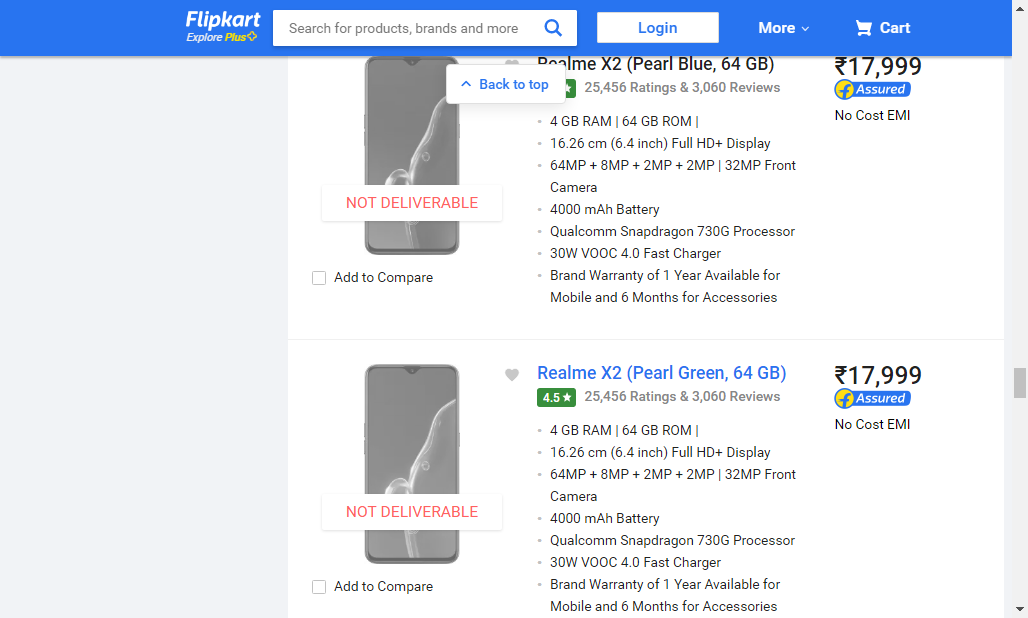 Flipkart
Explore Plus
Search for products, brands and more
Login
More
Cart
Back to top
Realme X2 (Pearl Blue, 64 GB)
25,456 Ratings & 3,060 Reviews
4 GB RAM | 64 GB ROM |
16.26 cm (6.4 inch) Full HD+ Display
64MP + 8MP + 2MP + 2MP | 32MP Front
Camera
4000 mAh Battery
Qualcomm Snapdragon 730G Processor
30W VOOC 4.0 Fast Charger
Brand Warranty of 1 Year Available for
Mobile and 6 Months for Accessories
₹17,999
Assured
No Cost EMI
NOT DELIVERABLE
Add to Compare
Realme X2 (Pearl Green, 64 GB)
4.5★ 25,456 Ratings & 3,060 Reviews
4 GB RAM | 64 GB ROM |
16.26 cm (6.4 inch) Full HD+ Display
64MP + 8MP + 2MP + 2MP | 32MP Front
Camera
4000 mAh Battery
Qualcomm Snapdragon 730G Processor
30W VOOC 4.0 Fast Charger
Brand Warranty of 1 Year Available for
Mobile and 6 Months for Accessories
₹17,999
Assured
No Cost EMI
NOT DELIVERABLE
Add to Compare